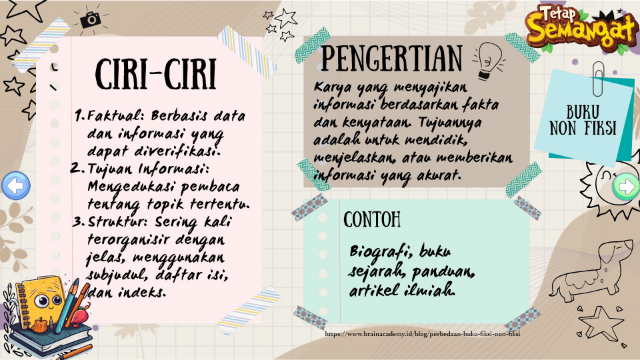 Tetap
Semangat
CIRI-CIRI
1. Faktual: Berbasis data
dan informasi yang
dapat diverifikasi.
2. Tujuan Informasi:
Mengedukasi pembaca
tentang topik tertentu.
3. Struktur: Sering kali
terorganisir dengan
jelas, menggunakan
subjudul, daftar isi,
dan indeks.
PENGERTIAN
Karya yang menyajikan
informasi berdasarkan fakta
dan kenyataan. Tujuannya
adalah untuk mendidik,
menjelaskan, atau memberikan
informasi yang akurat.
BUKU
NON FIKSI
CONTOH
Biografi, buku
sejarah, panduan,
artikel ilmiah.
https://www.brainacademy.id/blog/perbedaan-buku-fiksi-non-fiksi